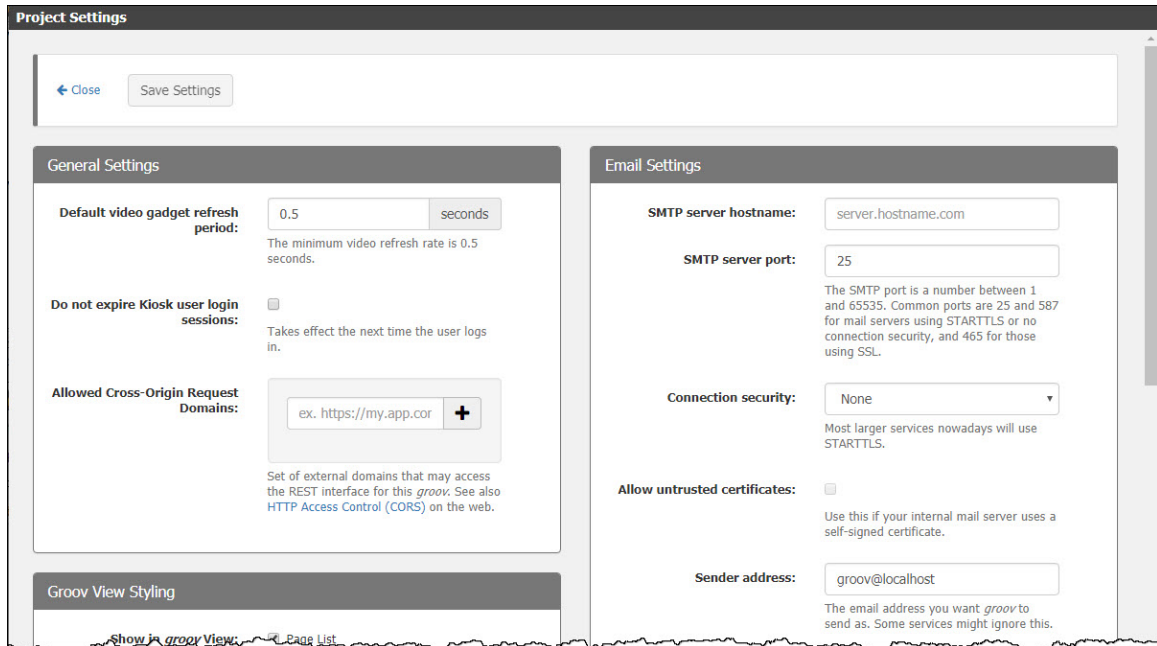 Project Settings
Close
Save Settings
General Settings
Default video gadget refresh
period:
0.5
seconds
The minimum video refresh rate is 0.5
seconds.
Do not expire Kiosk user login
sessions:
Takes effect the next time the user logs
in.
Allowed Cross-Origin Request
Domains:
ex. https://my.app.cor
Set of external domains that may access
the REST interface for this groov. See also
HTTP Access Control (CORS) on the web.
Groov View Styling
Show in groov View:
Page List
Email Settings
SMTP server hostname:
server.hostname.com
SMTP server port:
25
The SMTP port is a number between 1
and 65535. Common ports are 25 and 587
for mail servers using STARTTLS or no
connection security, and 465 for those
using SSL.
Connection security:
None
Most larger services nowadays will use
STARTTLS.
Allow untrusted certificates:
Use this if your internal mail server uses a
self-signed certificate.
Sender address:
groov@localhost
The email address you want groov to
send as. Some services might ignore this.